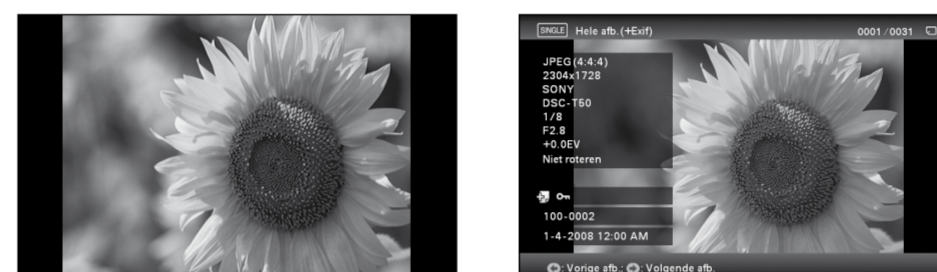 SINGLE Hele afb.(+Exif) 0001/0031
JPEG(4:4:4)
2304x1728
SONY
DSC-T50
1/8
F2.8
+0.0EV
Niet roteren
100-0002
1-4-2008 12:00 AM
: Vorige afb.: : Volgende afb.